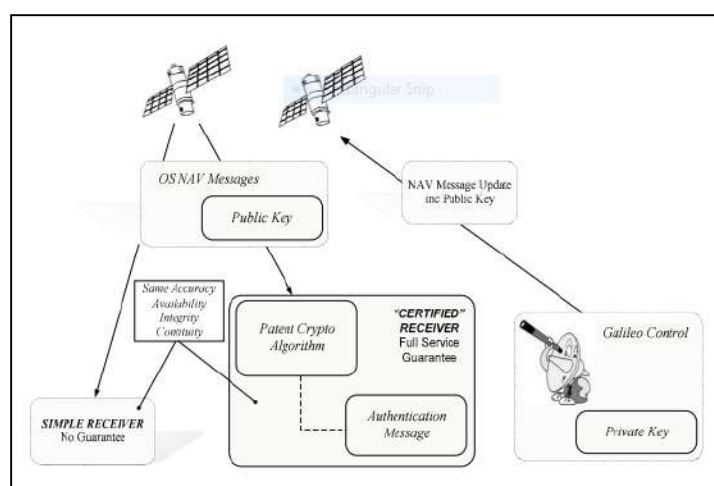 Rectangular Snip
OS NAV Messages
Public Key
NAV Message Update
inc Public Key
Same Accuracy
Availability
Integrity
Contituity
"CERTIFIED"
RECEIVER
Full Service
Guarantee
Patent Crypto
Algorithm
Authentication
Message
SIMPLE RECEIVER
No Guarantee
Galileo Control
Private Key